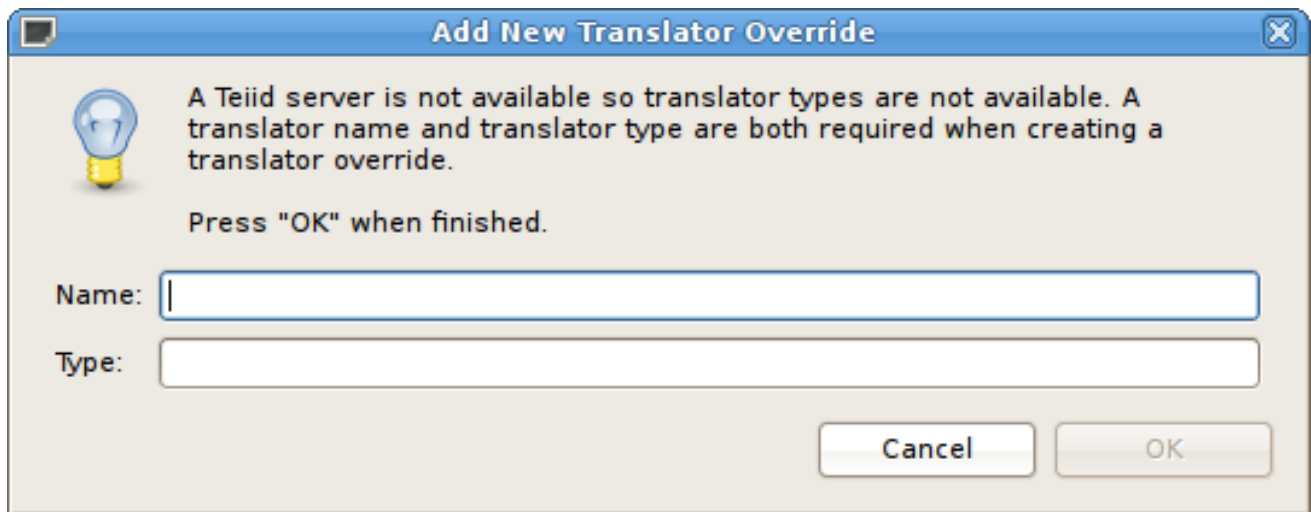 Add New Translator Override
A Teiid server is not available so translator types are not available. A
translator name and translator type are both required when creating a
translator override.
Press "OK" when finished.
Name:
Type:
Cancel OK